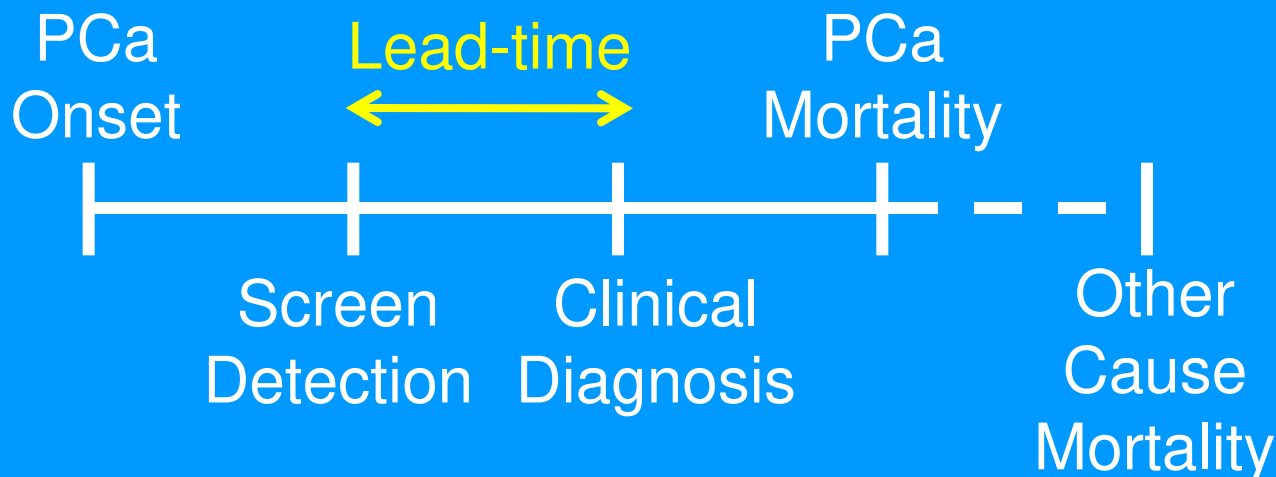 PCa
Onset
Lead-time
PCa
Mortality
Screen
Detection
Clinical
Diagnosis
Other
Cause
Mortality